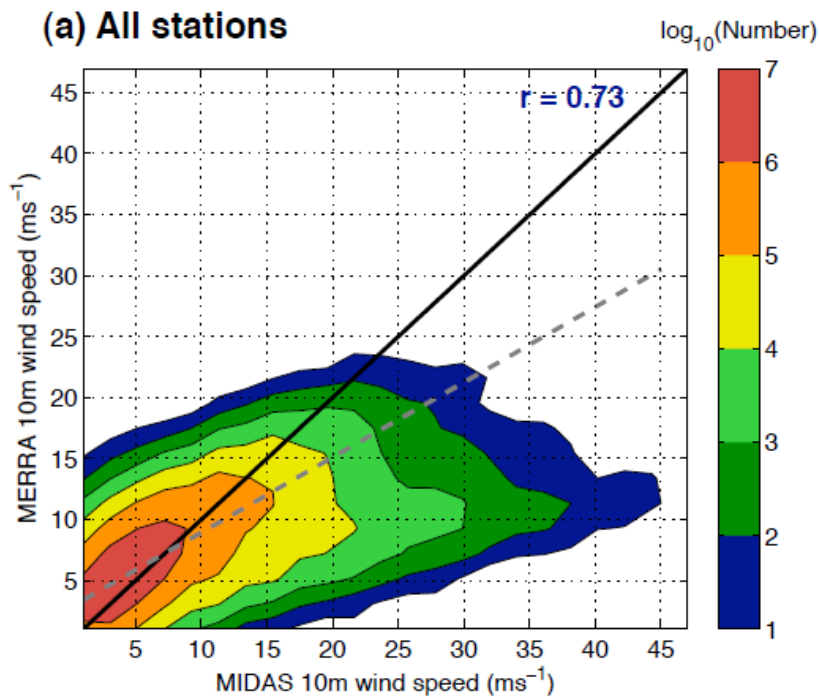 (a) All stations
log10(Number)
r = 0.73
MERRA 10m wind speed (ms−1)
45
40
35
30
25
20
15
10
5
5 10 15 20 25 30 35 40 45
MIDAS 10m wind speed (ms−1)
7
6
5
4
3
2
1